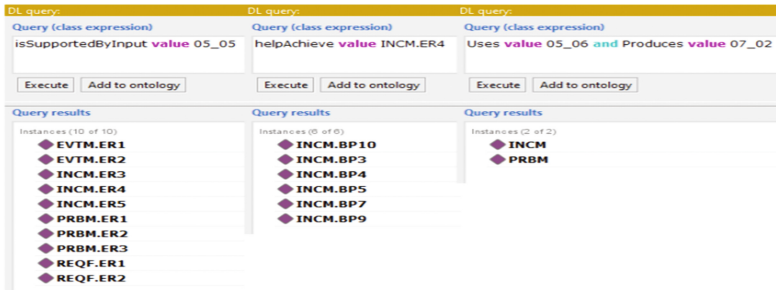 DL query:
Query (class expression)
isSupportedByInput value 05_05
Execute
Add to ontology
Query results
Instances (10 of 10)
EVTM.ER1
EVTM.ER2
INCM.ER3
INCM.ER4
INCM.ER5
PRBM.ER1
PRBM.ER2
PRBM.ER3
REQF.ER1
REQF.ER2
DL query:
Query (class expression)
helpAchieve value INCM.ER4
Execute
Add to ontology
Query results
Instances (6 of 6)
INCM.BP10
INCM.BP3
INCM.BP4
INCM.BP5
INCM.BP7
INCM.BP9
DL query:
Query (class expression)
Uses value 05_06 and Produces value 07_02
Execute
Add to ontology
Query results
Instances (2 of 2)
INCM
PRBM